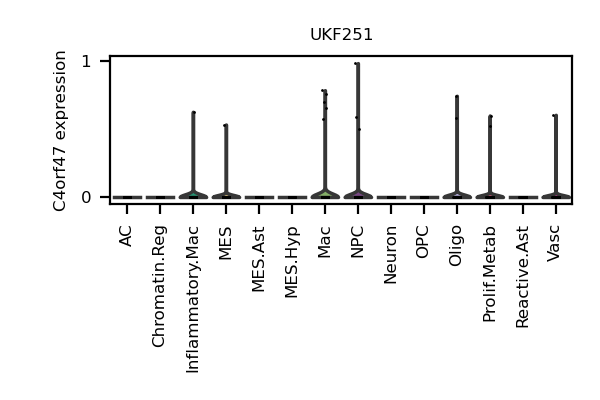 UKF251
C4orf47 expression
1
0
AC
Chromatin.Reg
Inflammatory.Mac
MES
MES.Ast
MES.Hyp
Mac
NPC
Neuron
OPC
Oligo
Prolif.Metab
Reactive.Ast
Vasc